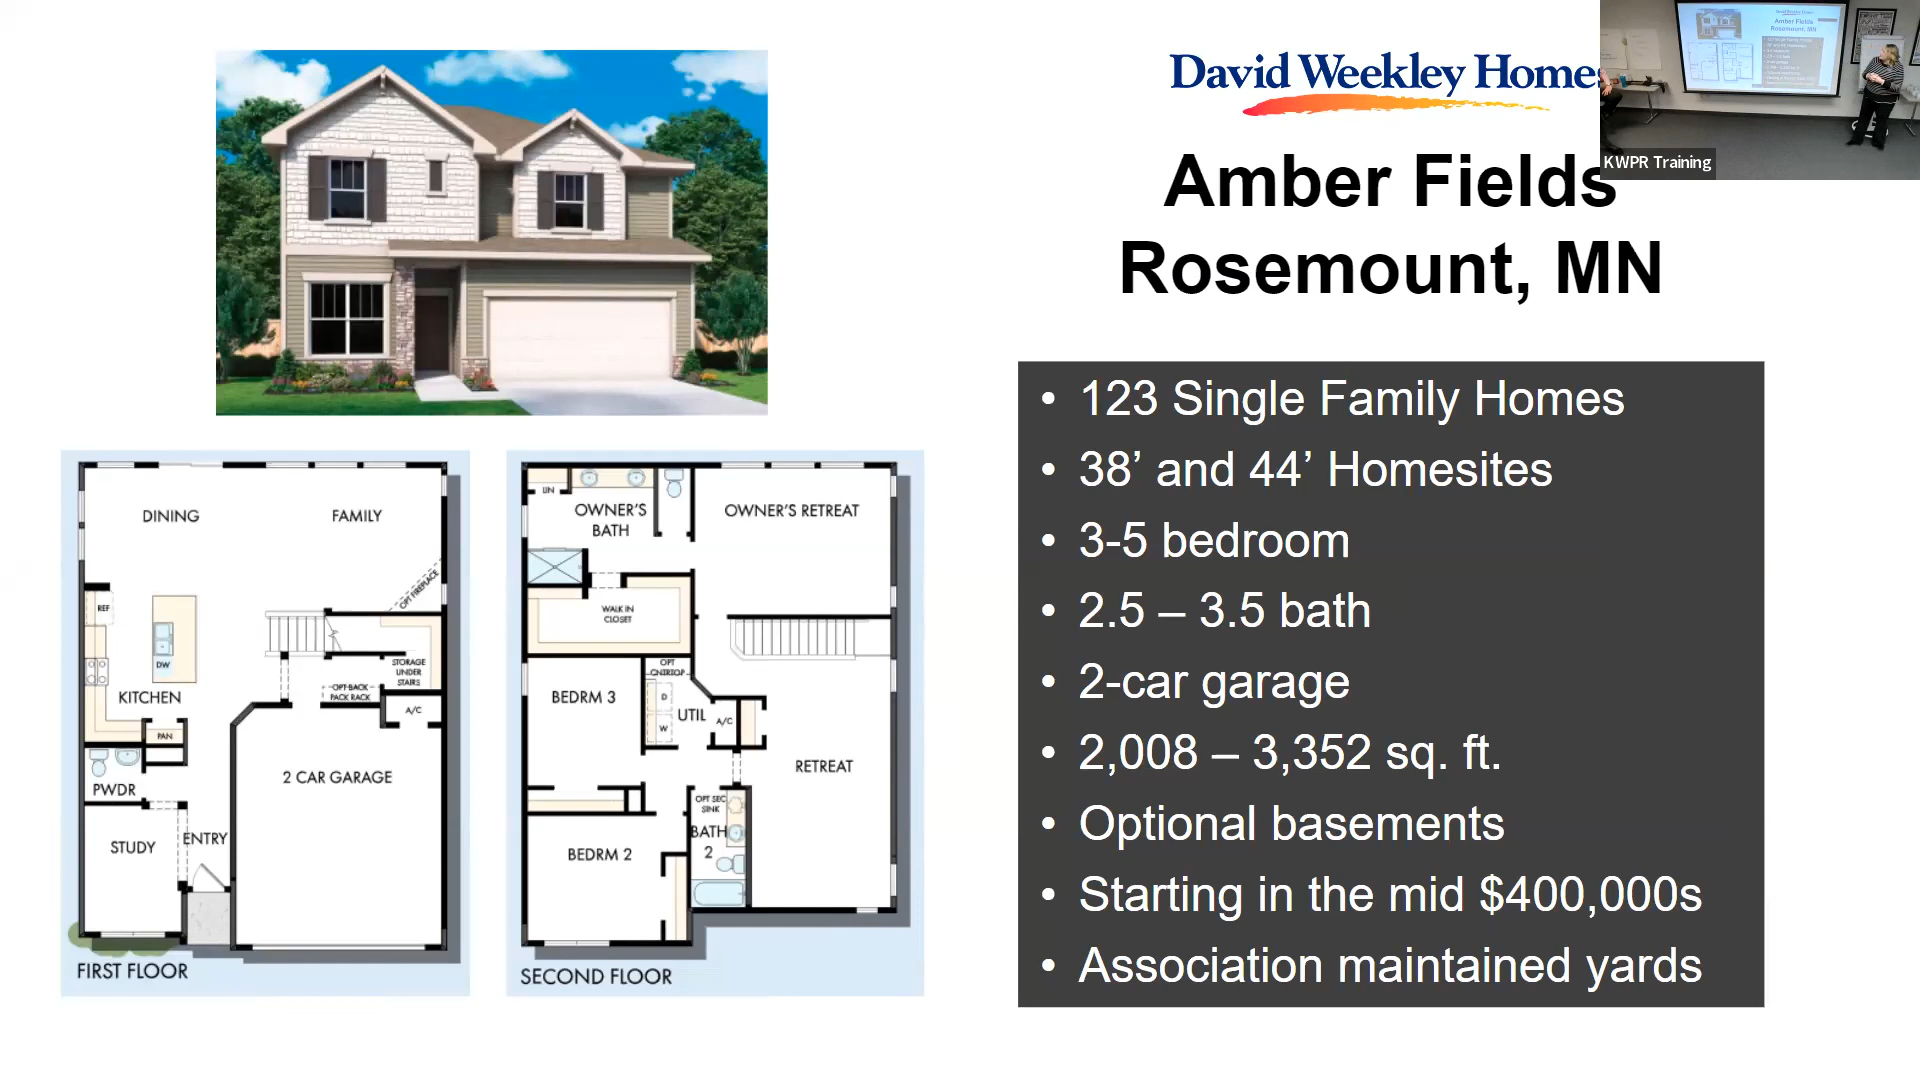 David Weekley Homes
KWPR Training
Amber Fields
Rosemount, MN
• 123 Single Family Homes
• 38’ and 44’ Homesites
• 3-5 bedroom
• 2.5 – 3.5 bath
• 2-car garage
• 2,008 – 3,352 sq. ft.
• Optional basements
• Starting in the mid $400,000s
• Association maintained yards
DINING
FAMILY
OPT FIREPLACE
REF
DW
KITCHEN
STORAGE
UNDER
STAIRS
OPT BACK
PACK RACK
A/C
PAN
PWDR
2 CAR GARAGE
STUDY
ENTRY
FIRST FLOOR
LIN
OWNER'S
BATH
OWNER'S RETREAT
WALK IN
CLOSET
BEDRM 3
OPT
CNTRTOP
D
W
UTIL
A/C
RETREAT
OPT SEC
SINK
BATH
2
BEDRM 2
SECOND FLOOR
Amber Fields
Rosemount, MN